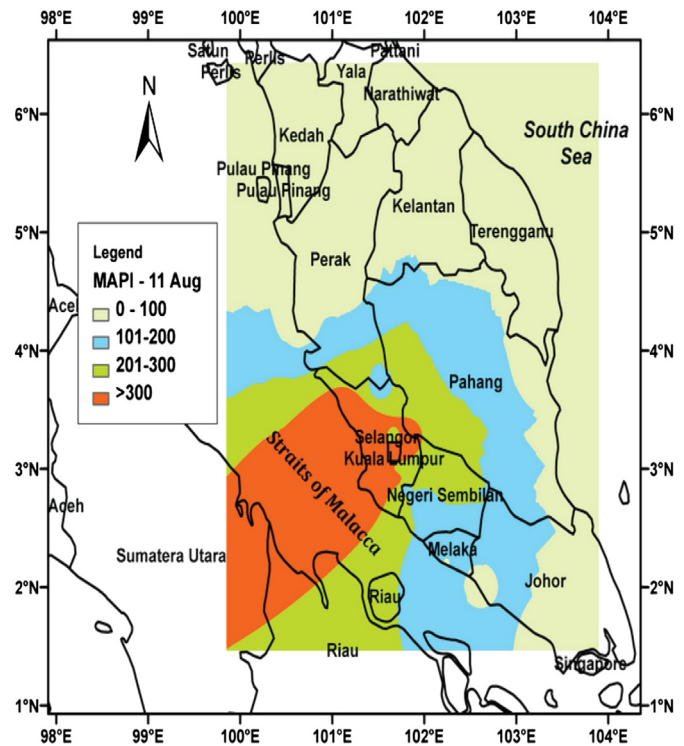 98°E 99°E 100°E 101°E 102°E 103°E 104°E
Satun
Perlis
Pattani
Perlis
Yala
Narathiwat
N
6°N
6°N
South China
Sea
Kedah
Pulau Pinang
Pulau Pinang
Kelantan
Terengganu
5°N
5°N
Perak
Legend
MAPI - 11 Aug
0 - 100
101-200
201-300
>300
Acel
4°N
4°N
Pahang
Selangor
Kuala Lumpur
Straits of Malacca
3°N
3°N
Negeri Sembilan
Aceh
Sumatera Utara
Melaka
Johor
2°N
2°N
Riau
Riau
Singapore
1°N
1°N
98°E 99°E 100°E 101°E 102°E 103°E 104°E